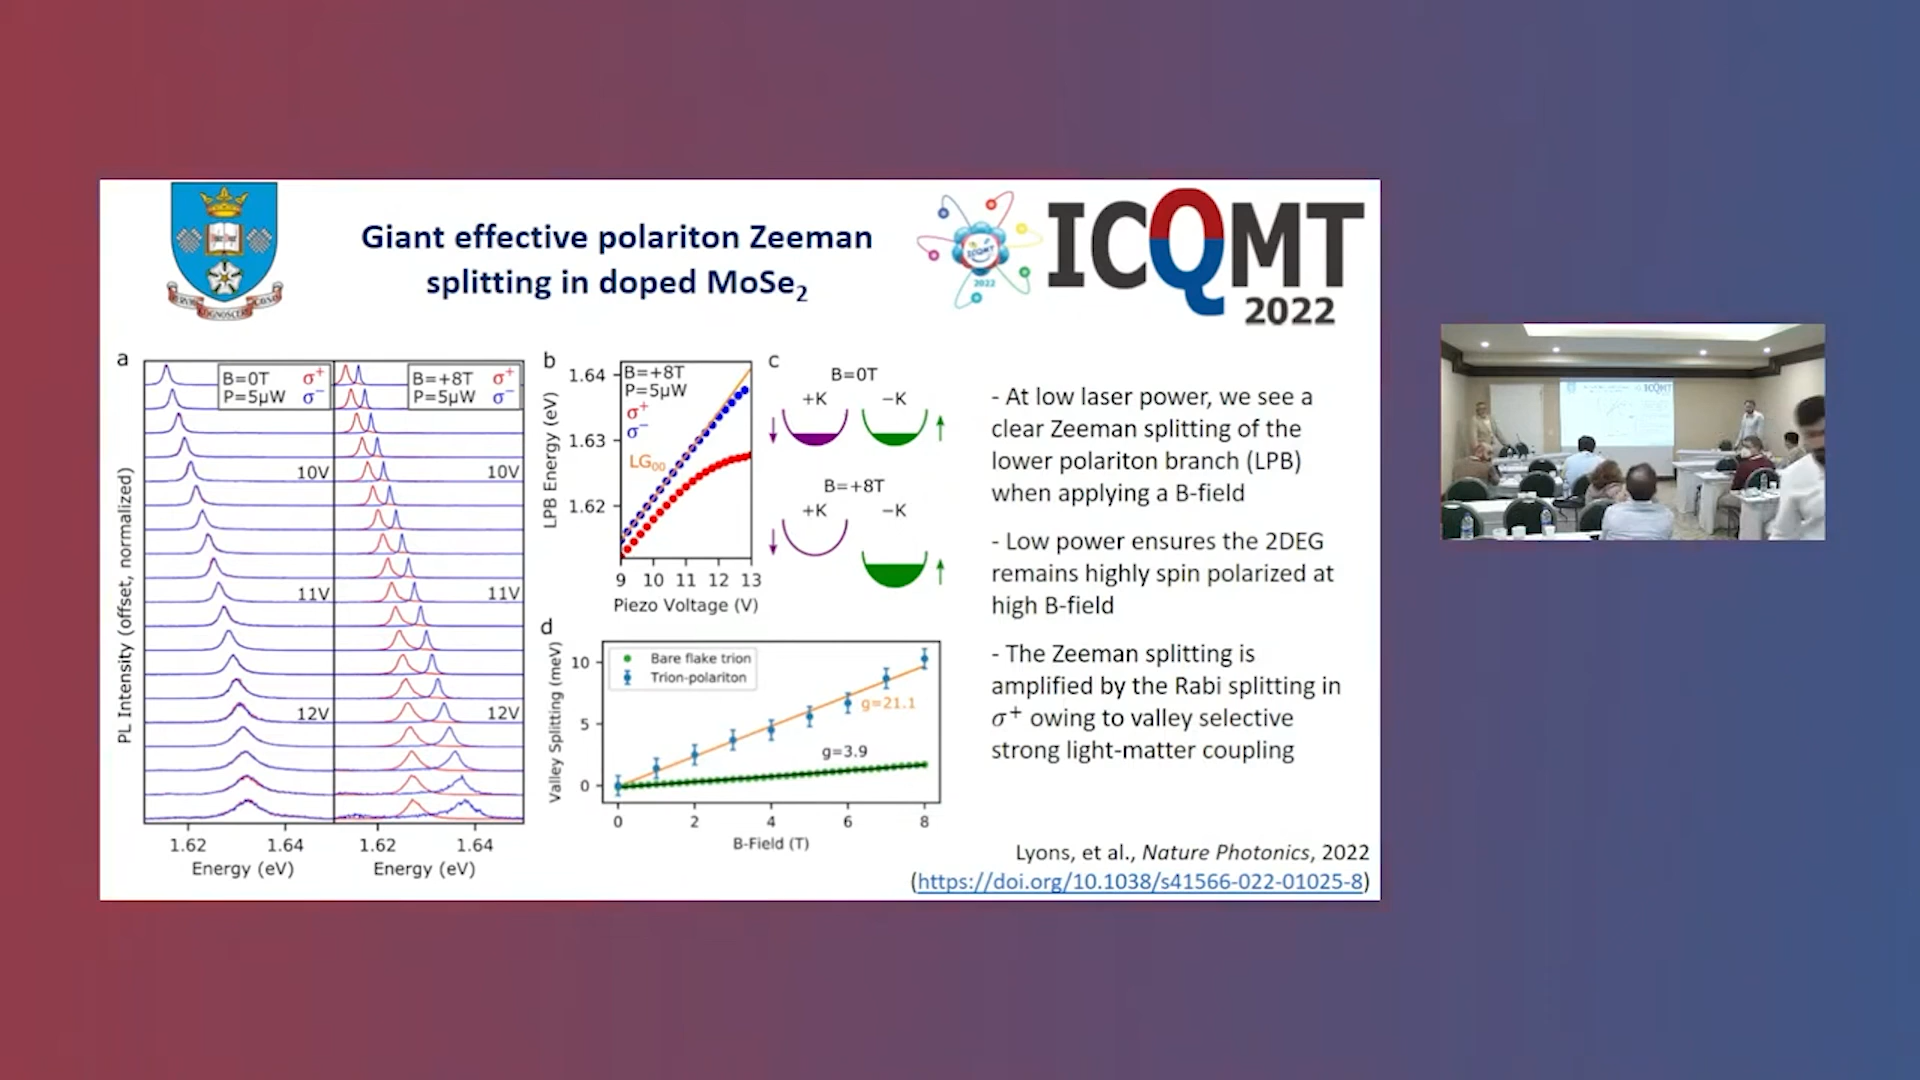 Giant effective polariton Zeeman
splitting in doped MoSe₂
ICQMT
2022
ICQMT
2022
a
B=0T σ⁺
P=5μW σ⁻
10V
11V
12V
B=+8T σ⁺
P=5μW σ⁻
10V
11V
12V
PL Intensity (offset, normalized)
1.62 1.64
Energy (eV)
1.62 1.64
Energy (eV)
b
B=+8T
P=5μW
σ⁺
σ⁻
LG₀₀
LPB Energy (eV)
1.64
1.63
1.62
9 10 11 12 13
Piezo Voltage (V)
c
B=0T
+K −K
B=+8T
+K −K
d
Bare flake trion
Trion-polariton
g=21.1
g=3.9
Valley Splitting (meV)
10
5
0
0 2 4 6 8
B-Field (T)
- At low laser power, we see a
clear Zeeman splitting of the
lower polariton branch (LPB)
when applying a B-field
- Low power ensures the 2DEG
remains highly spin polarized at
high B-field
- The Zeeman splitting is
amplified by the Rabi splitting in
σ⁺ owing to valley selective
strong light-matter coupling
Lyons, et al., Nature Photonics, 2022
(https://doi.org/10.1038/s41566-022-01025-8)
ICQMT